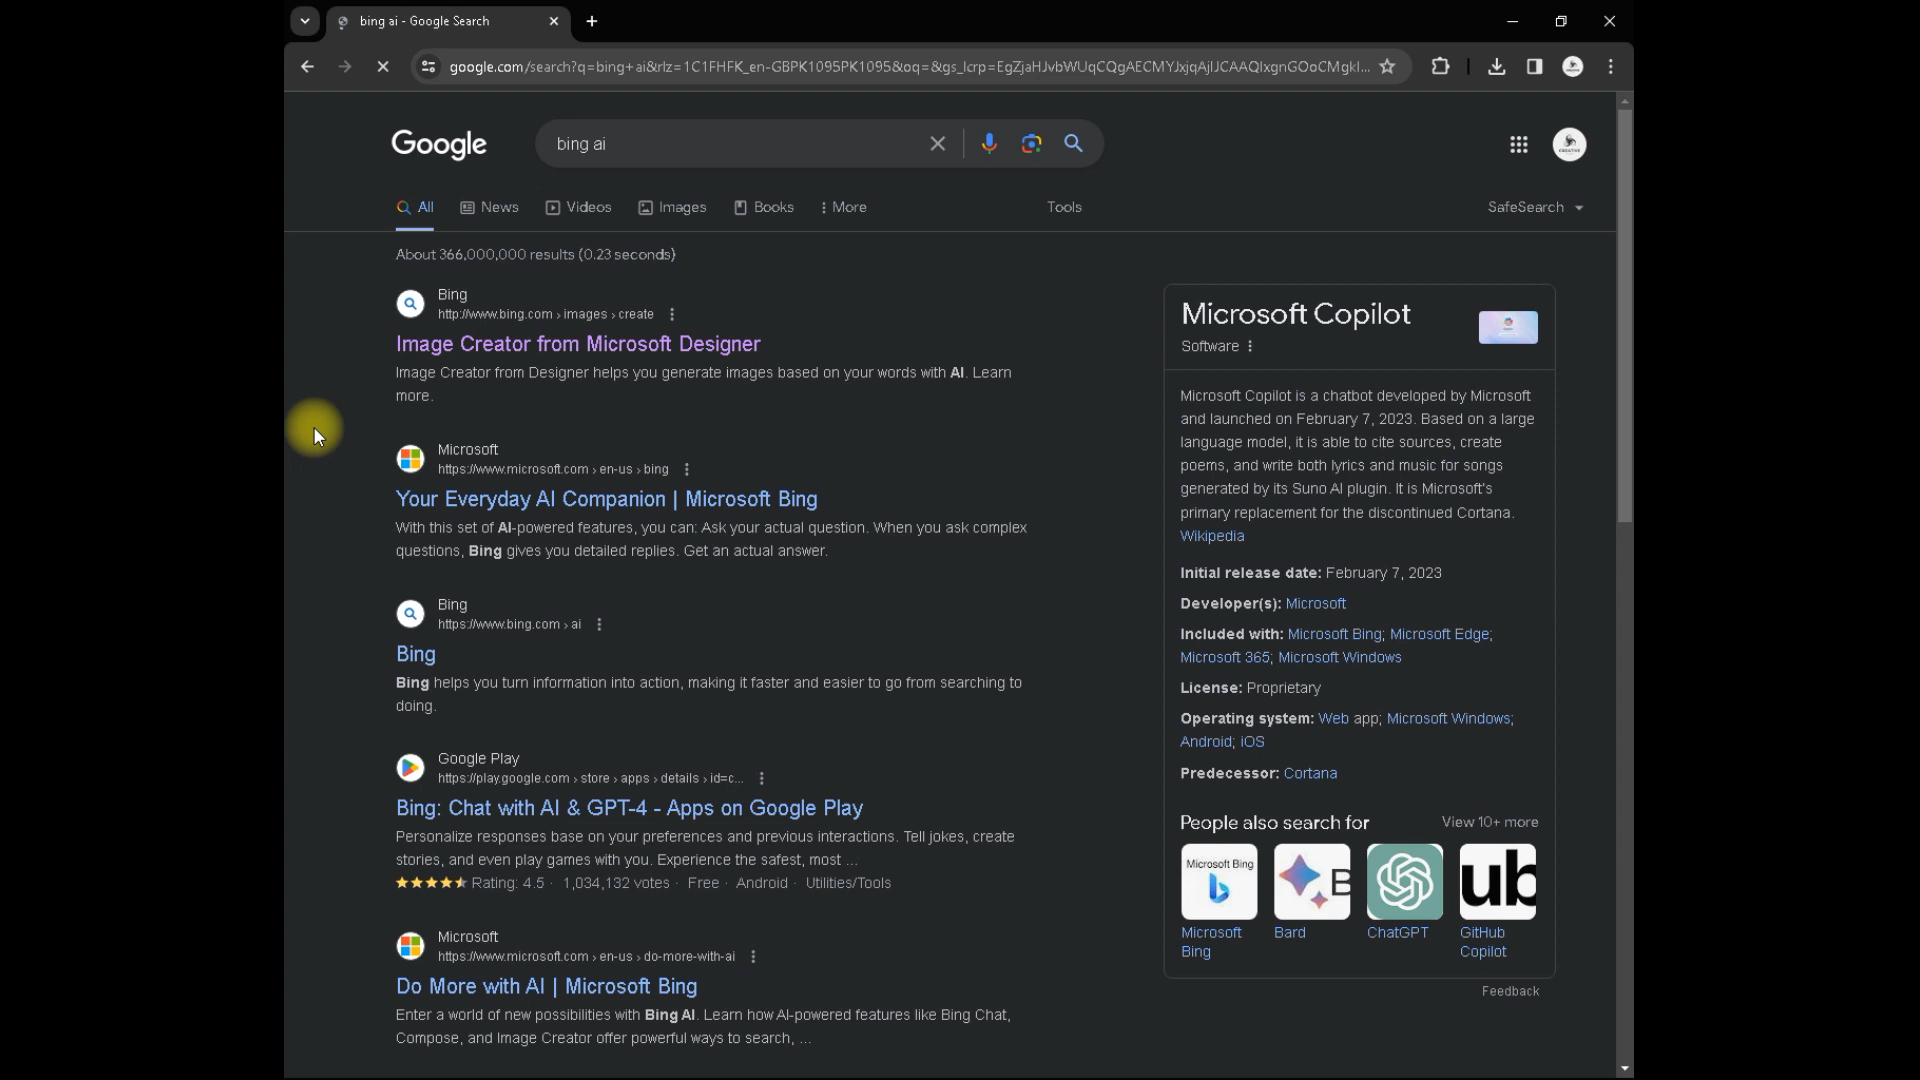 bing ai - Google Search
google.com/search?q=bing+ai&rlz=1C1FHFK_en-GBPK1095PK1095&oq=&gs_lcrp=EgZjaHJvbWUqCQgAECMYJxjqAjIJCAAQIxgnGOoCMgkI...
Google
bing ai
All
News
Videos
Images
Books
More
Tools
SafeSearch
About 366,000,000 results (0.23 seconds)
Bing
http://www.bing.com › images › create
Image Creator from Microsoft Designer
Image Creator from Designer helps you generate images based on your words with AI. Learn
more.
Microsoft
https://www.microsoft.com › en-us › bing
Your Everyday AI Companion | Microsoft Bing
With this set of AI-powered features, you can: Ask your actual question. When you ask complex
questions, Bing gives you detailed replies. Get an actual answer.
Bing
https://www.bing.com › ai
Bing
Bing helps you turn information into action, making it faster and easier to go from searching to
doing.
Google Play
https://play.google.com › store › apps › details › id=c...
Bing: Chat with AI & GPT-4 - Apps on Google Play
Personalize responses base on your preferences and previous interactions. Tell jokes, create
stories, and even play games with you. Experience the safest, most ...
Rating: 4.5 · 1,034,132 votes · Free · Android · Utilities/Tools
Microsoft
https://www.microsoft.com › en-us › do-more-with-ai
Do More with AI | Microsoft Bing
Enter a world of new possibilities with Bing AI. Learn how AI-powered features like Bing Chat,
Compose, and Image Creator offer powerful ways to search, ...
Microsoft Copilot
Software
Microsoft Copilot is a chatbot developed by Microsoft
and launched on February 7, 2023. Based on a large
language model, it is able to cite sources, create
poems, and write both lyrics and music for songs
generated by its Suno AI plugin. It is Microsoft's
primary replacement for the discontinued Cortana.
Wikipedia
Initial release date: February 7, 2023
Developer(s): Microsoft
Included with: Microsoft Bing; Microsoft Edge;
Microsoft 365; Microsoft Windows
License: Proprietary
Operating system: Web app; Microsoft Windows;
Android; iOS
Predecessor: Cortana
People also search for
View 10+ more
Microsoft Bing
B
ub
Microsoft
Bing
Bard
ChatGPT
GitHub
Copilot
Feedback